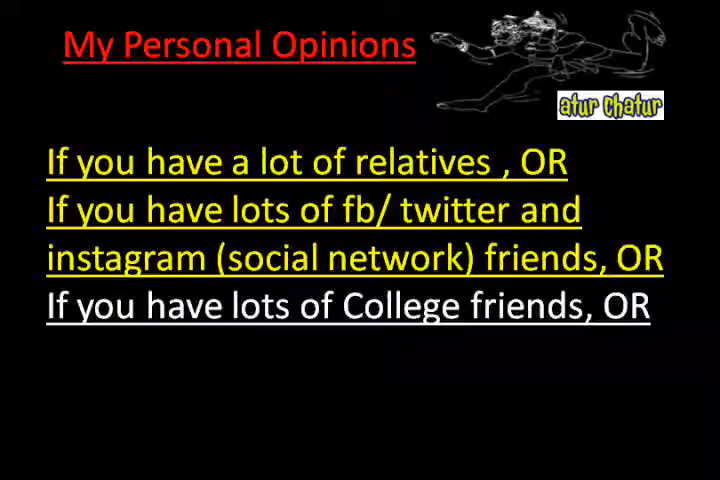 My Personal Opinions
atur chatur
If you have a lot of relatives , OR
If you have lots of fb/ twitter and
instagram (social network) friends, OR
If you have lots of College friends, OR